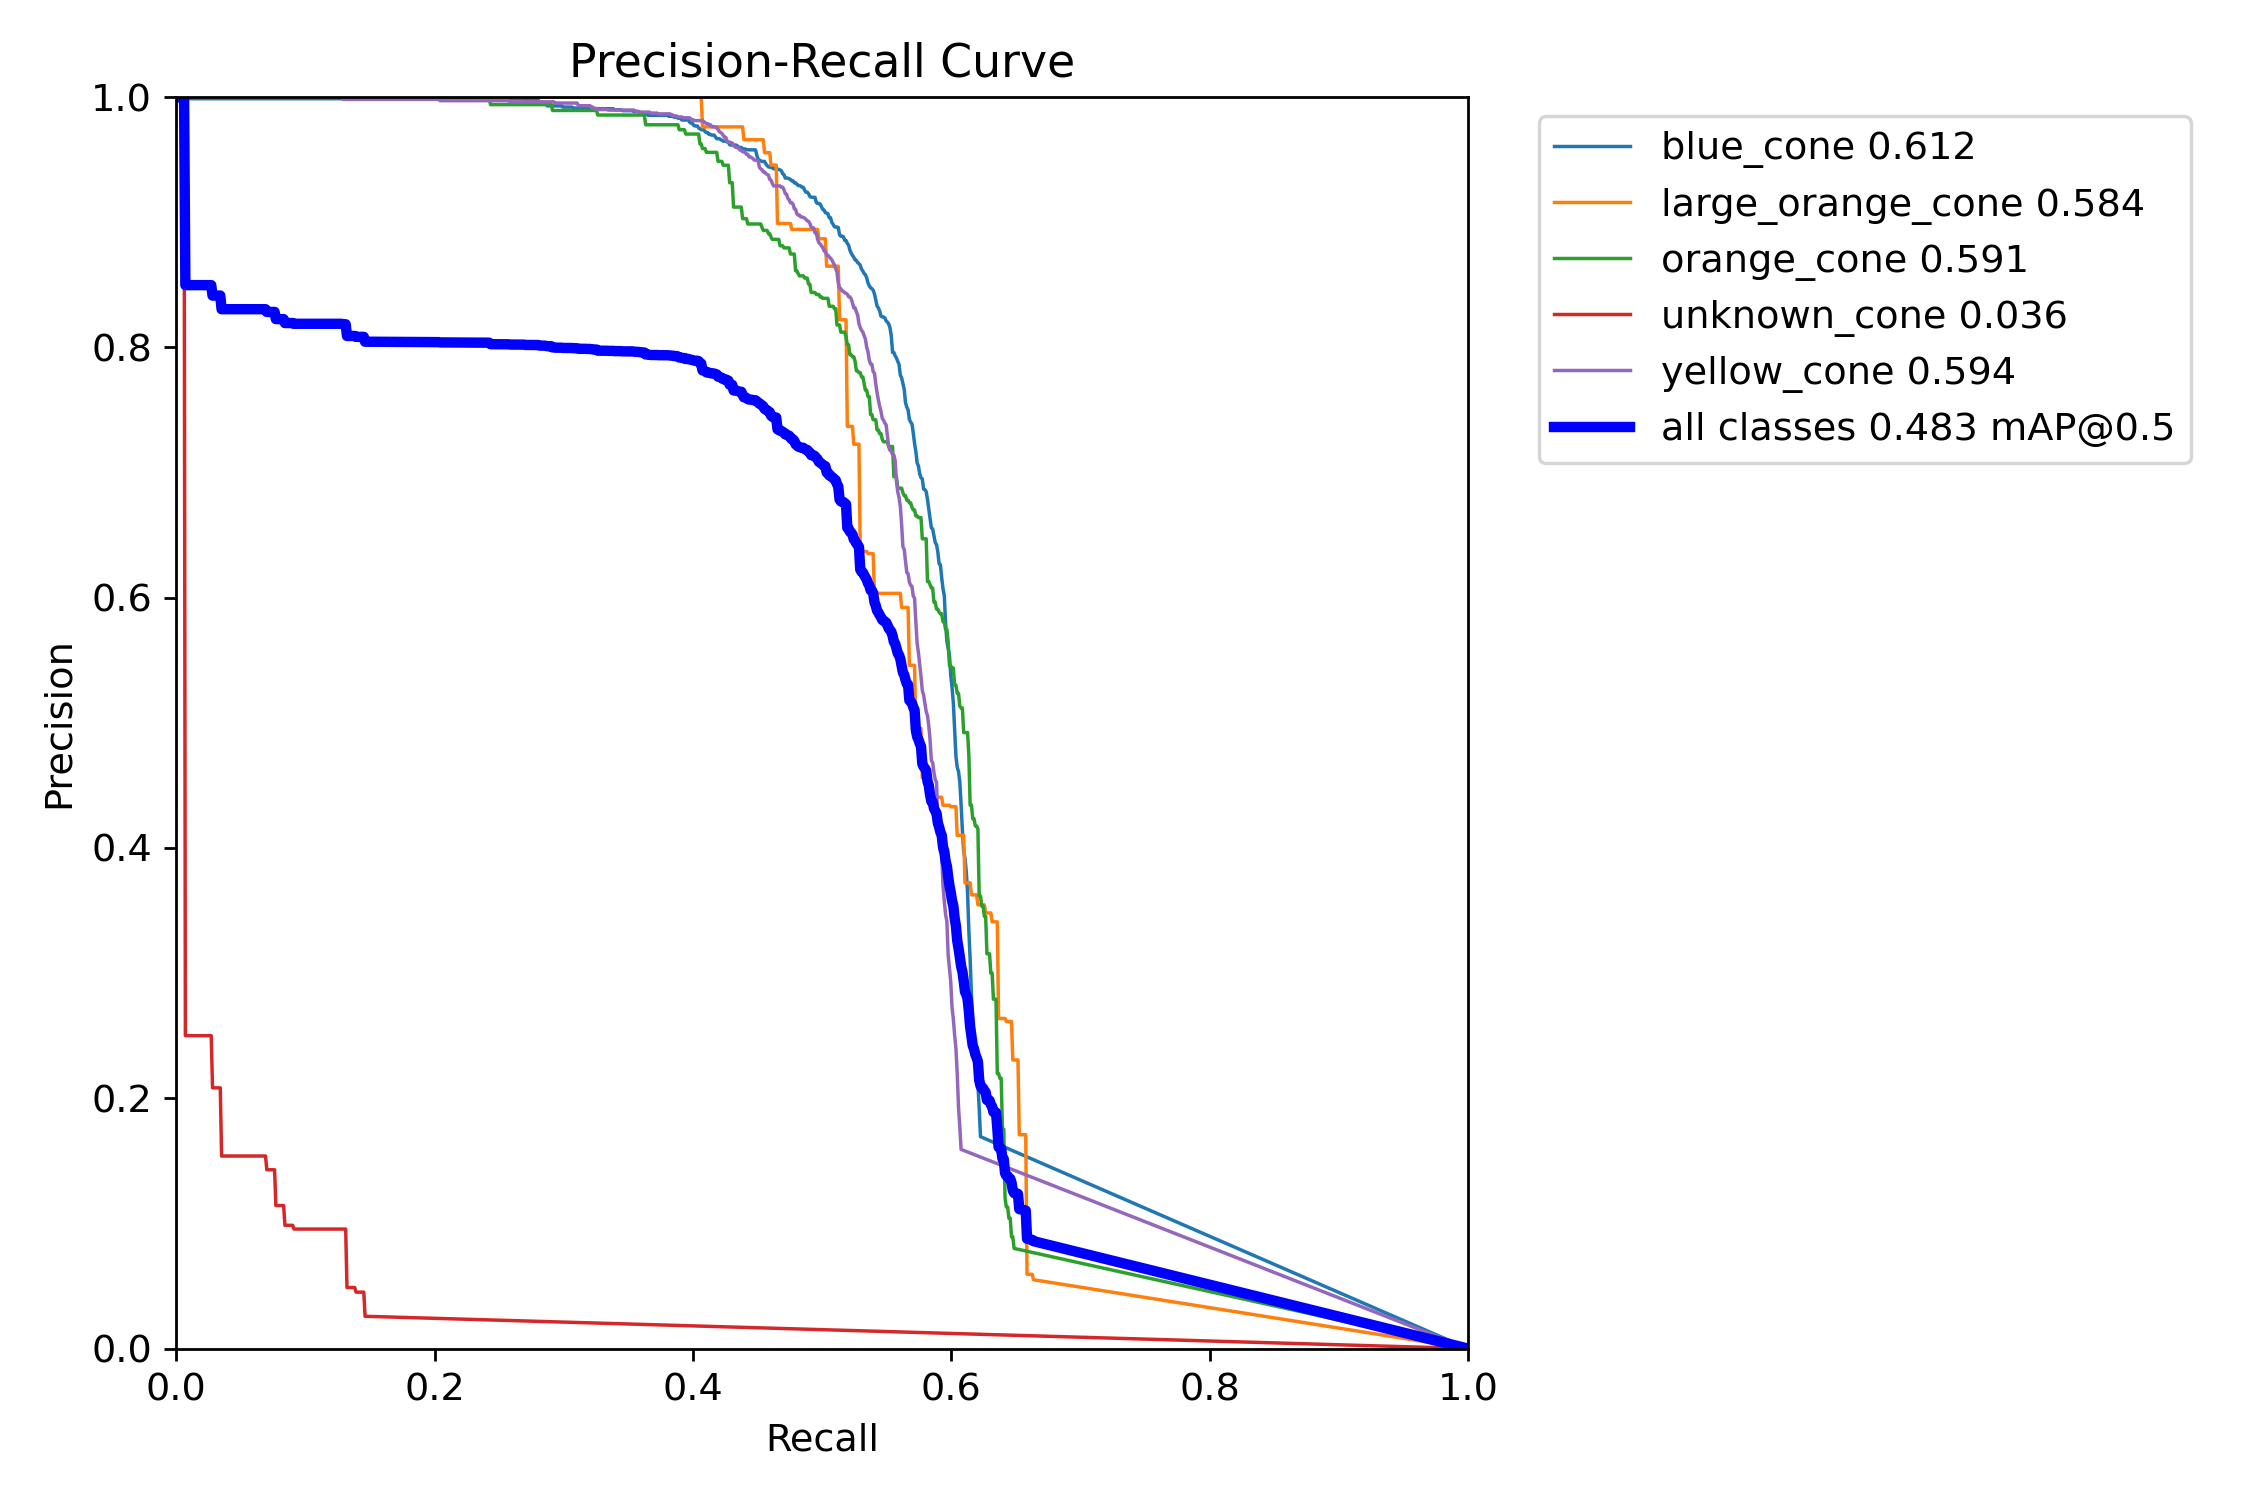 Precision-Recall Curve
1.0
0.8
0.6
0.4
0.2
0.0
Precision
0.0 0.2 0.4 0.6 0.8 1.0
Recall
blue_cone 0.612
large_orange_cone 0.584
orange_cone 0.591
unknown_cone 0.036
yellow_cone 0.594
all classes 0.483 mAP@0.5